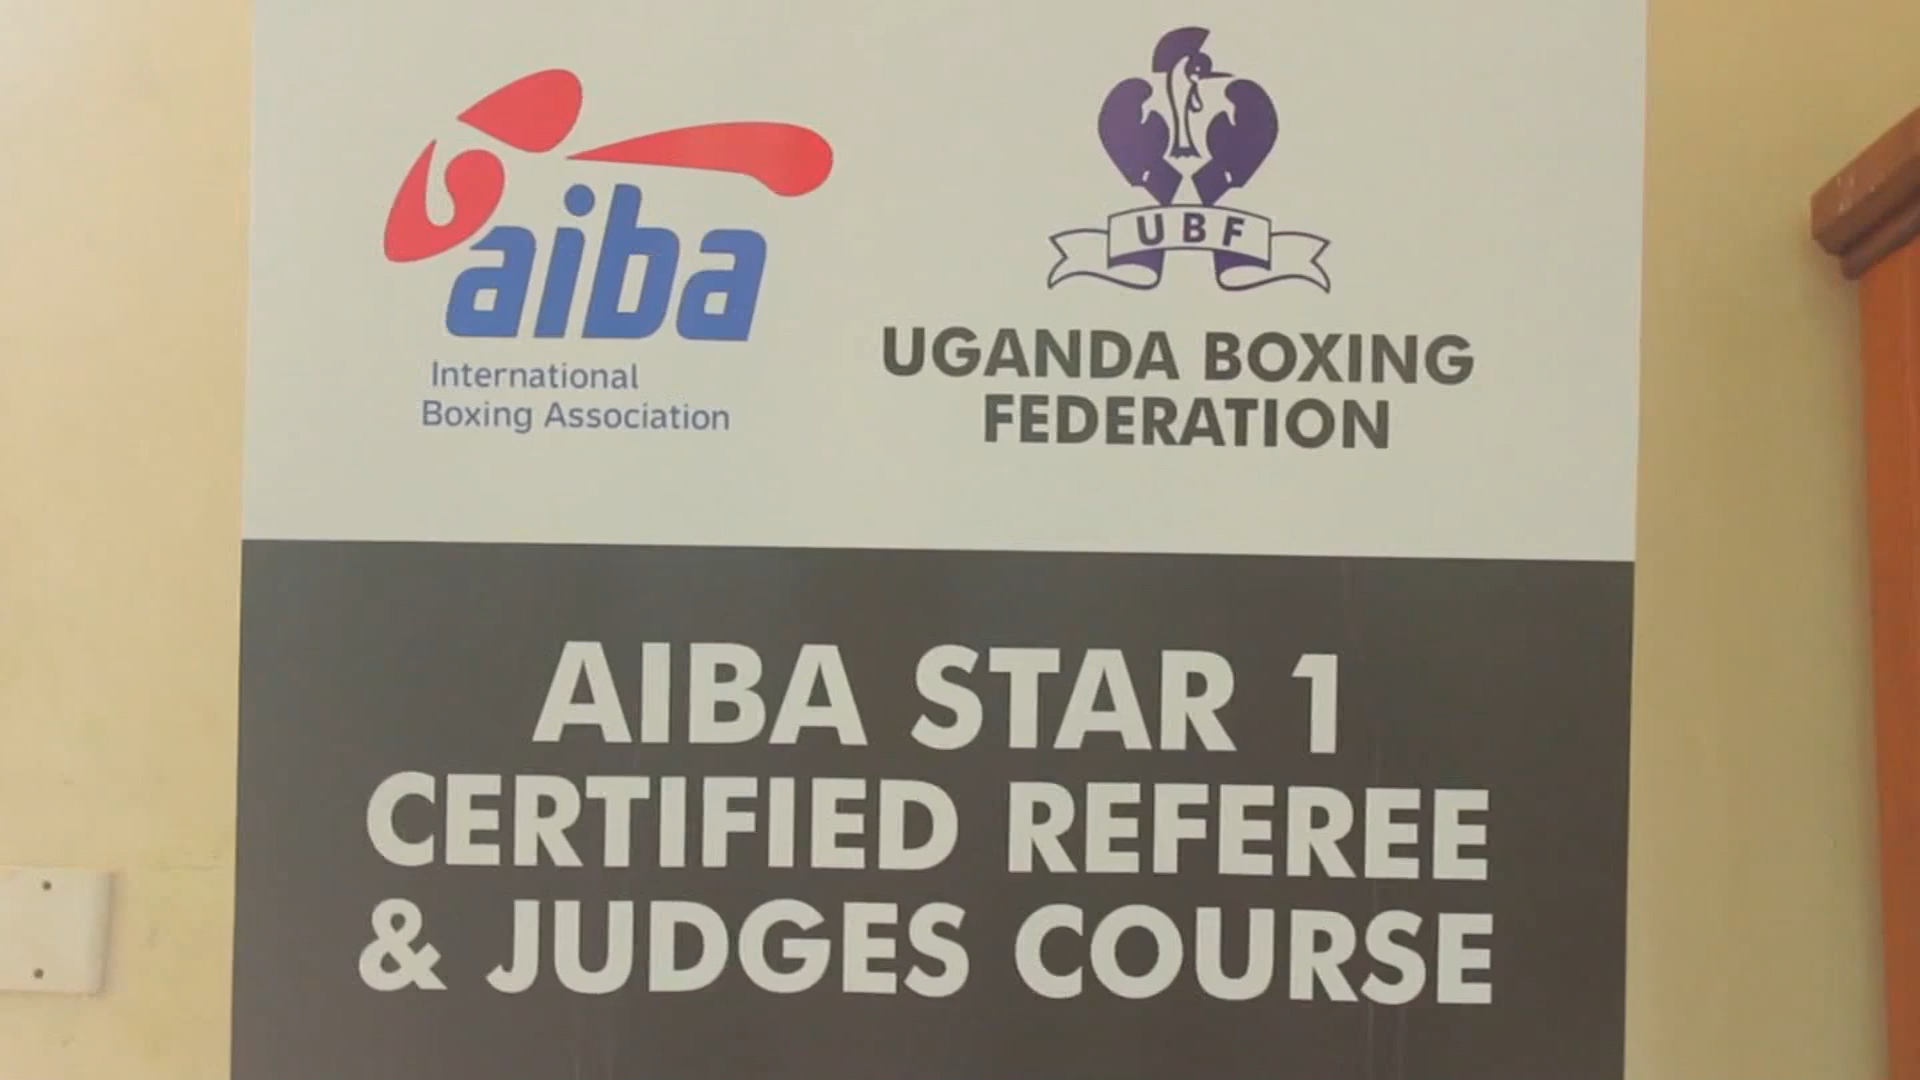 aiba
International
Boxing Association
UBF
UGANDA BOXING
FEDERATION
AIBA STAR 1
CERTIFIED REFEREE
& JUDGES COURSE